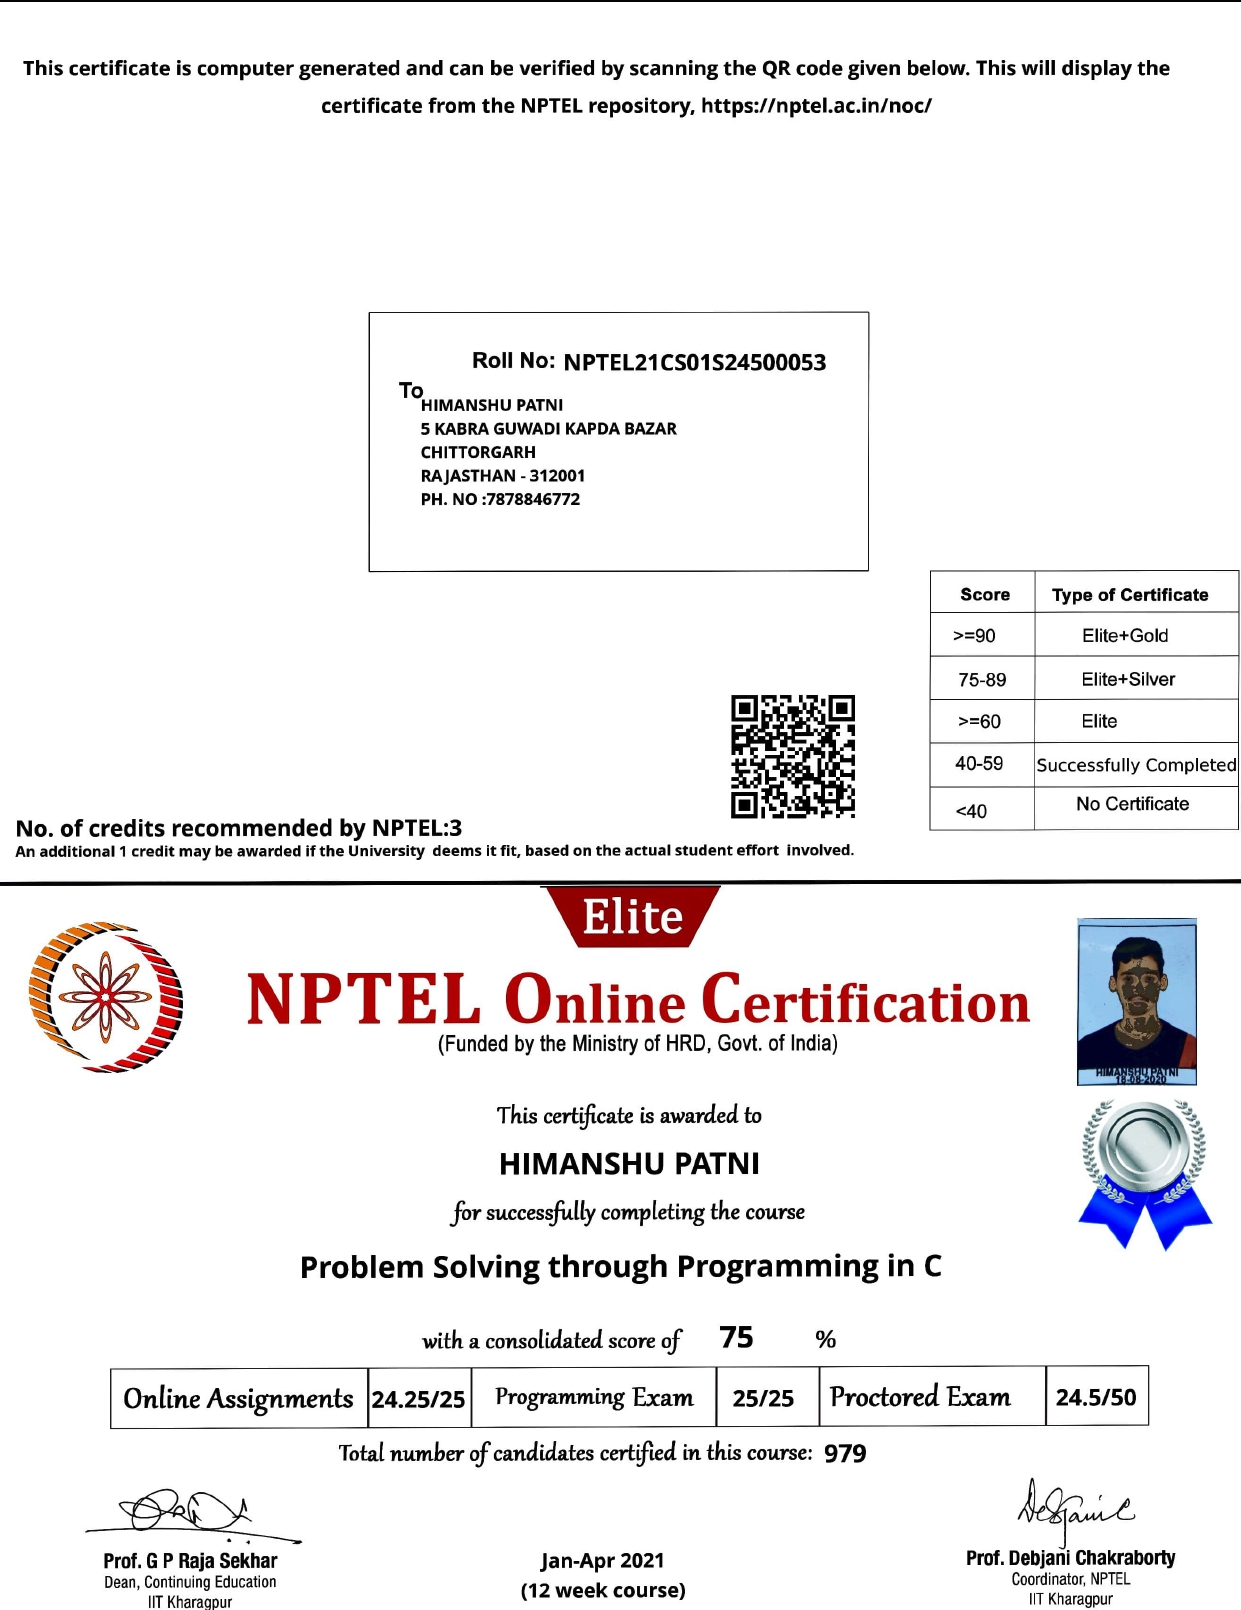 This certificate is computer generated and can be verified by scanning the QR code given below. This will display the
certificate from the NPTEL repository, https://nptel.ac.in/noc/
Roll No: NPTEL21CS01S24500053
To
HIMANSHU PATNI
5 KABRA GUWADI KAPDA BAZAR
CHITTORGARH
RAJASTHAN - 312001
PH. NO :7878846772
Score Type of Certificate
>=90 Elite+Gold
75-89 Elite+Silver
>=60 Elite
40-59 Successfully Completed
<40 No Certificate
No. of credits recommended by NPTEL:3
An additional 1 credit may be awarded if the University deems it fit, based on the actual student effort involved.
Elite
NPTEL Online Certification
(Funded by the Ministry of HRD, Govt. of India)
HIMANSHU PATNI
18-08-2020
This certificate is awarded to
HIMANSHU PATNI
for successfully completing the course
Problem Solving through Programming in C
with a consolidated score of 75 %
Online Assignments 24.25/25 Programming Exam 25/25 Proctored Exam 24.5/50
Total number of candidates certified in this course: 979
Prof. G P Raja Sekhar
Dean, Continuing Education
IIT Kharagpur
Jan-Apr 2021
(12 week course)
Prof. Debjani Chakraborty
Coordinator, NPTEL
IIT Kharagpur